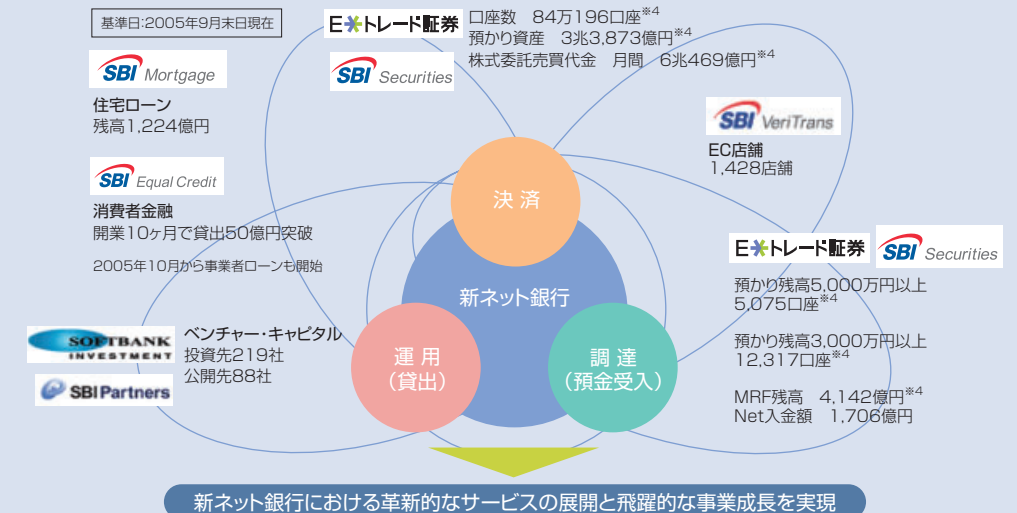 基準日:2005年9月末日現在
E*トレード証券
SBI Securities
口座数 84万196口座※4
預かり資産 3兆3,873億円※4
株式委託売買代金 月間 6兆469億円※4
SBI Mortgage
住宅ローン
残高1,224億円
SBI Equal Credit
消費者金融
開業10ヶ月で貸出50億円突破
2005年10月から事業者ローンも開始
SOFTBANK
INVESTMENT
SBI Partners
ベンチャー・キャピタル
投資先219社
公開先88社
決済
新ネット銀行
運用
(貸出)
調達
(預金受入)
SBI VeriTrans
EC店舗
1,428店舗
E*トレード証券
SBI Securities
預かり残高5,000万円以上
5,075口座※4
預かり残高3,000万円以上
12,317口座※4
MRF残高 4,142億円※4
Net入金額 1,706億円
新ネット銀行における革新的なサービスの展開と飛躍的な事業成長を実現